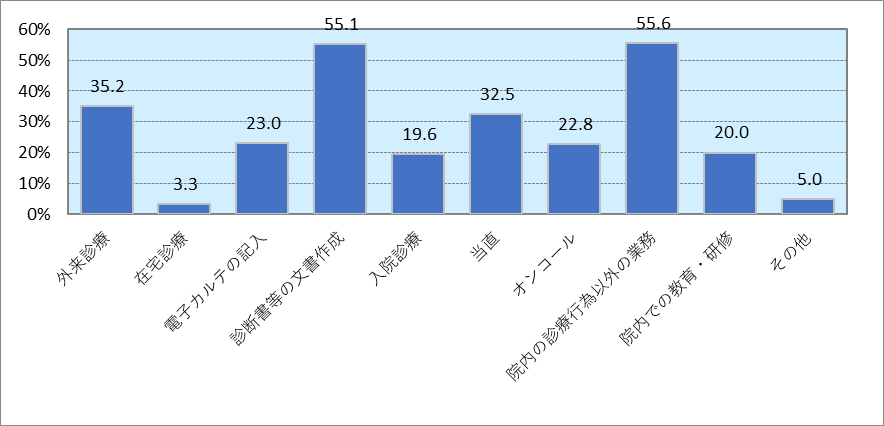 60%
50%
40%
30%
20%
10%
0%
35.2
3.3
23.0
55.1
19.6
32.5
22.8
55.6
20.0
5.0
外来診療
在宅診療
電子カルテの記入
診断書等の文書作成
入院診療
当直
オンコール
院内の診療行為以外の業務
院内での教育・研修
その他